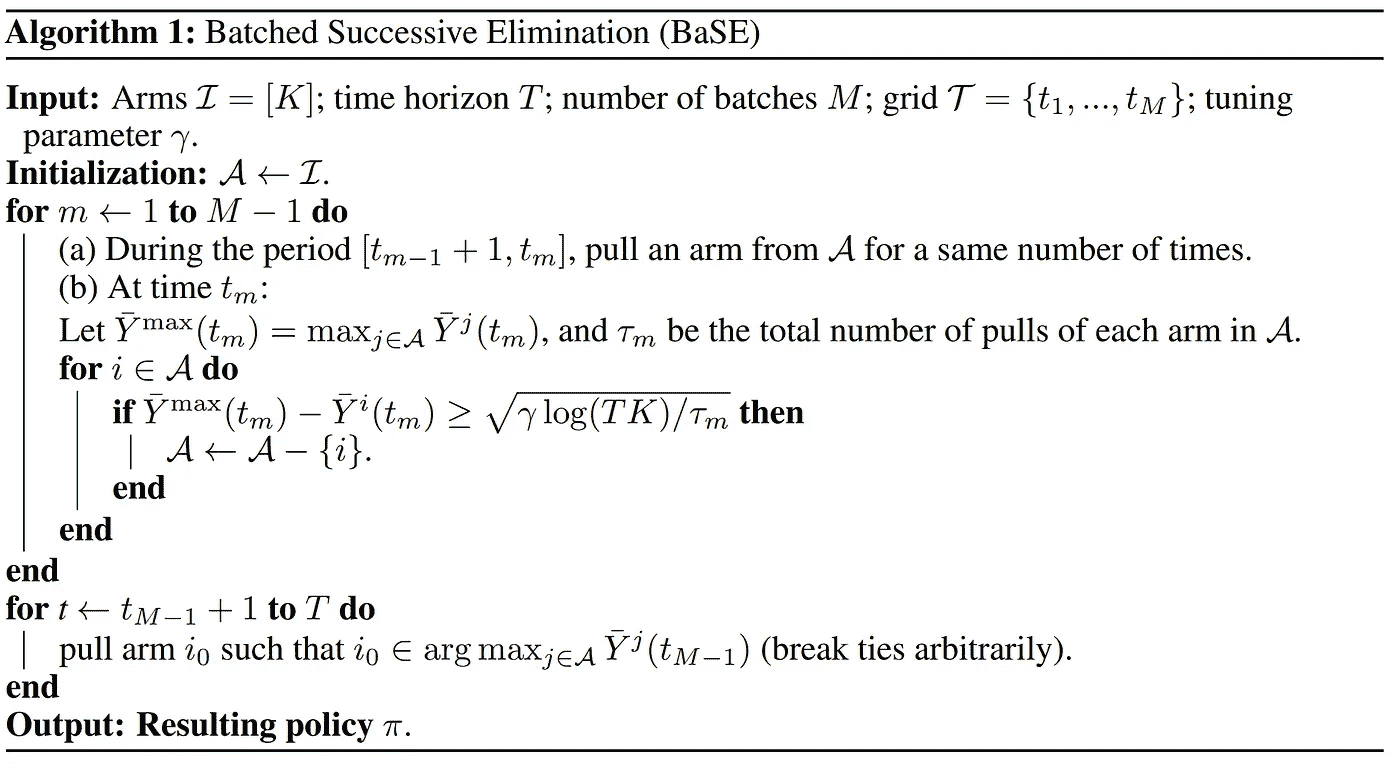 Algorithm 1: Batched Successive Elimination (BaSE)
Input: Arms $\mathcal{I} = [K]$; time horizon $T$; number of batches $M$; grid $\mathcal{T} = \{t_1, ..., t_M\}$; tuning
parameter $\gamma$.
Initialization: $\mathcal{A} \leftarrow \mathcal{I}$.
for $m \leftarrow 1$ to $M - 1$ do
(a) During the period $[t_{m-1} + 1, t_m]$, pull an arm from $\mathcal{A}$ for a same number of times.
(b) At time $t_m$:
Let $\bar{Y}^{\max}(t_m) = \max_{j \in \mathcal{A}} \bar{Y}^j(t_m)$, and $\tau_m$ be the total number of pulls of each arm in $\mathcal{A}$.
for $i \in \mathcal{A}$ do
if $\bar{Y}^{\max}(t_m) - \bar{Y}^i(t_m) \geq \sqrt{\gamma \log(TK)/\tau_m}$ then
$\mathcal{A} \leftarrow \mathcal{A} - \{i\}$.
end
end
end
for $t \leftarrow t_{M-1} + 1$ to $T$ do
pull arm $i_0$ such that $i_0 \in \arg\max_{j \in \mathcal{A}} \bar{Y}^j(t_{M-1})$ (break ties arbitrarily).
end
Output: Resulting policy $\pi$.